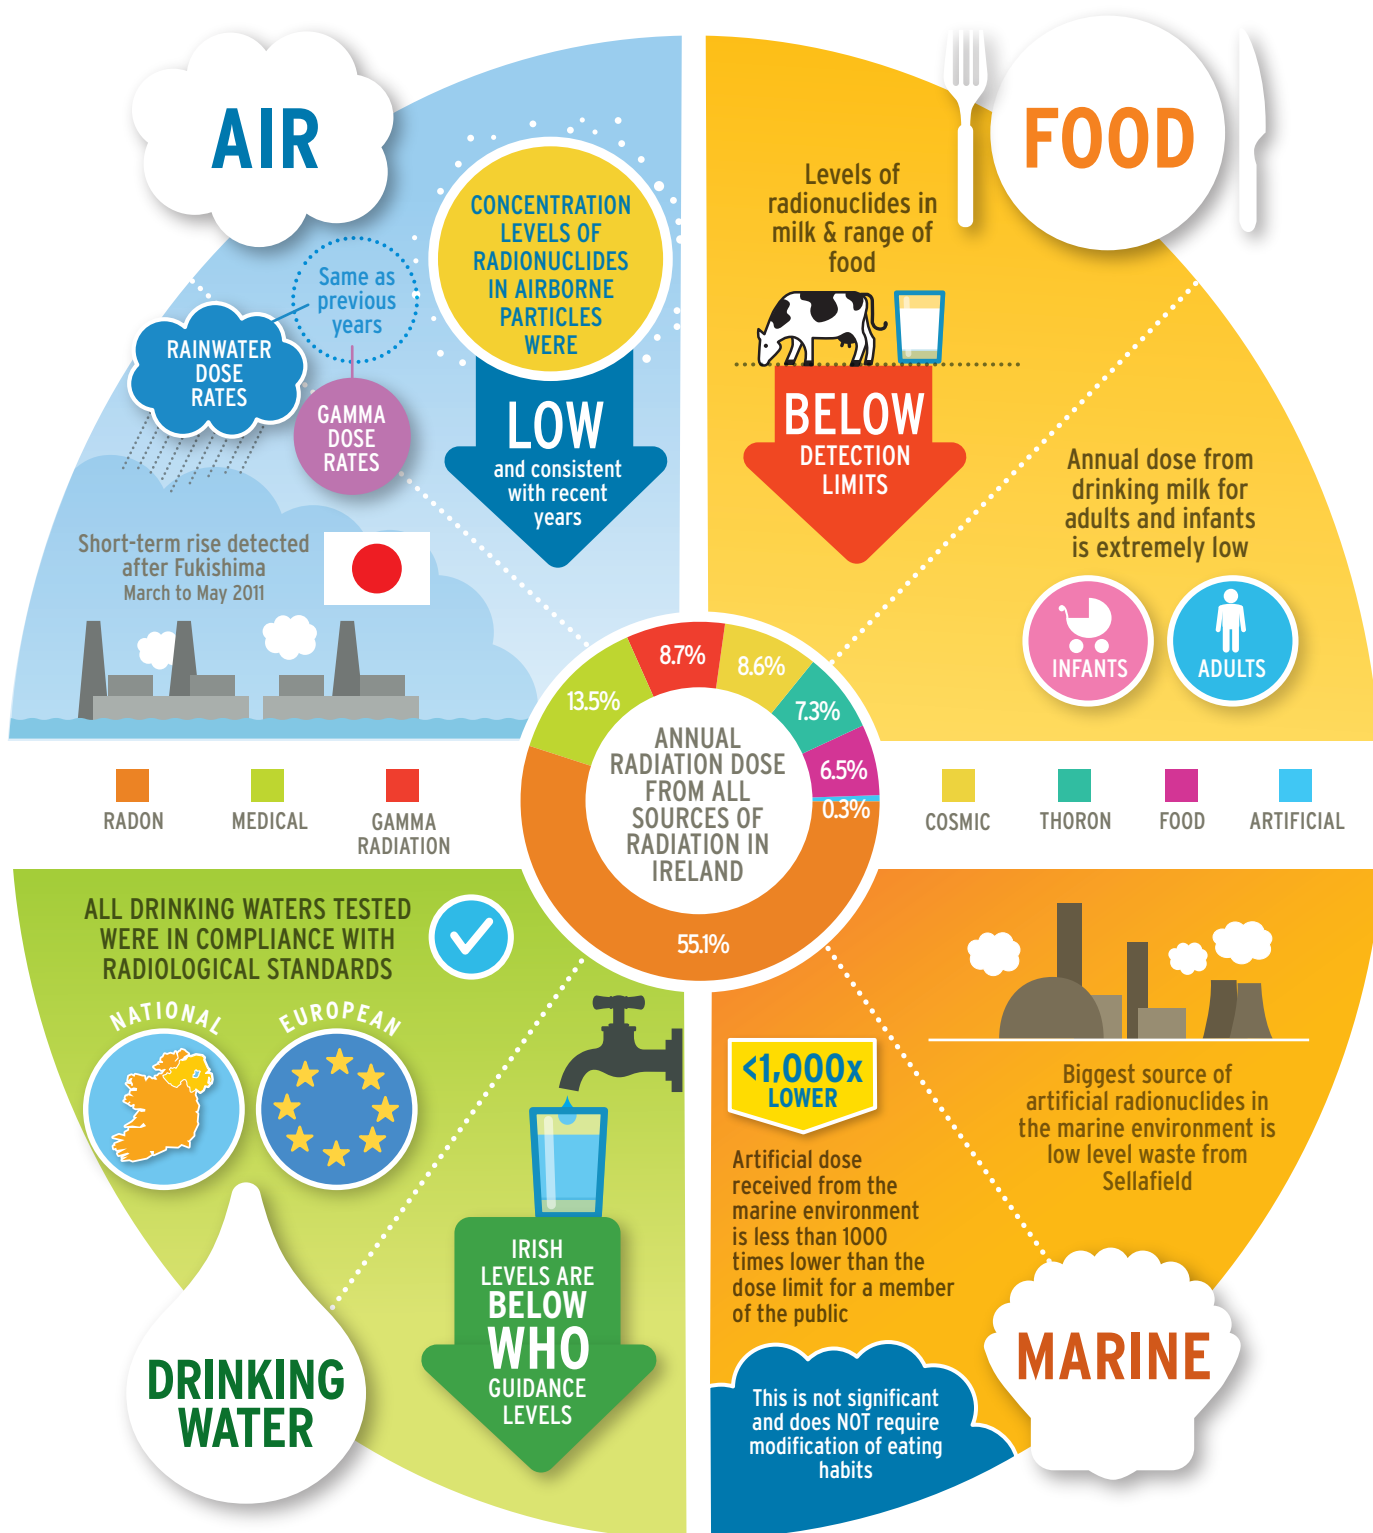 AIR
CONCENTRATION
LEVELS OF
RADIONUCLIDES
IN AIRBORNE
PARTICLES
WERE
LOW
and consistent
with recent
years
Same as
previous
years
RAINWATER
DOSE
RATES
GAMMA
DOSE
RATES
Short-term rise detected
after Fukishima
March to May 2011
FOOD
Levels of
radionuclides in
milk & range of
food
BELOW
DETECTION
LIMITS
Annual dose from
drinking milk for
adults and infants
is extremely low
INFANTS
ADULTS
8.7%
8.6%
13.5%
7.3%
6.5%
0.3%
55.1%
ANNUAL
RADIATION DOSE
FROM ALL
SOURCES OF
RADIATION IN
IRELAND
RADON
MEDICAL
GAMMA
RADIATION
COSMIC
THORON
FOOD
ARTIFICIAL
ALL DRINKING WATERS TESTED
WERE IN COMPLIANCE WITH
RADIOLOGICAL STANDARDS
NATIONAL
EUROPEAN
IRISH
LEVELS ARE
BELOW
WHO
GUIDANCE
LEVELS
DRINKING
WATER
<1,000x
LOWER
Artificial dose
received from the
marine environment
is less than 1000
times lower than the
dose limit for a member
of the public
This is not significant
and does NOT require
modification of eating
habits
Biggest source of
artificial radionuclides in
the marine environment is
low level waste from
Sellafield
MARINE